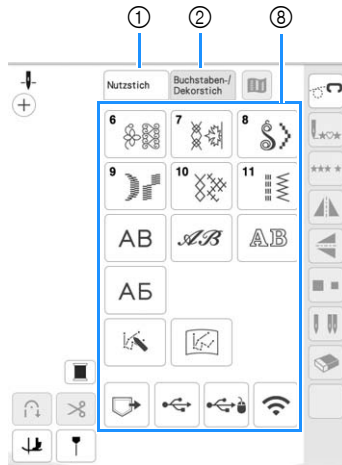 ① ② ⑧
Nutzstich
Buchstaben-/
Dekorstich
6 7 8
9 10 11
AB AB AB
АБ